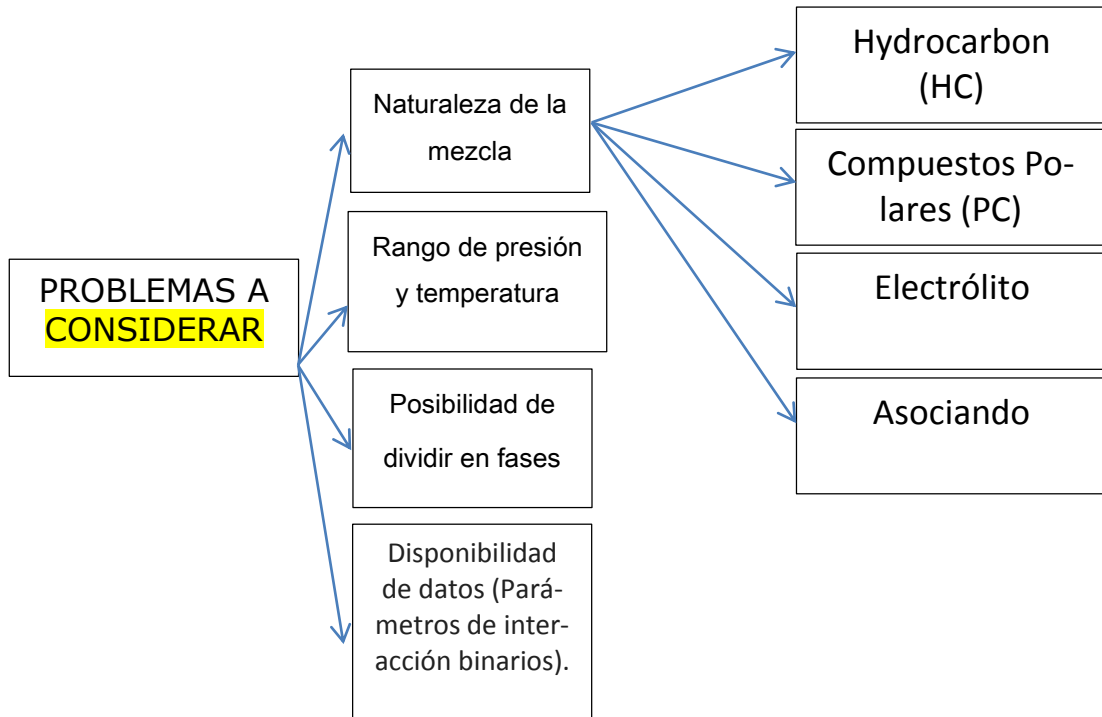 PROBLEMAS A
CONSIDERAR
Naturaleza de la
mezcla
Rango de presión
y temperatura
Posibilidad de
dividir en fases
Disponibilidad
de datos (Pará-
metros de inter-
acción binarios).
Hydrocarbon
(HC)
Compuestos Po-
lares (PC)
Electrólito
Asociando